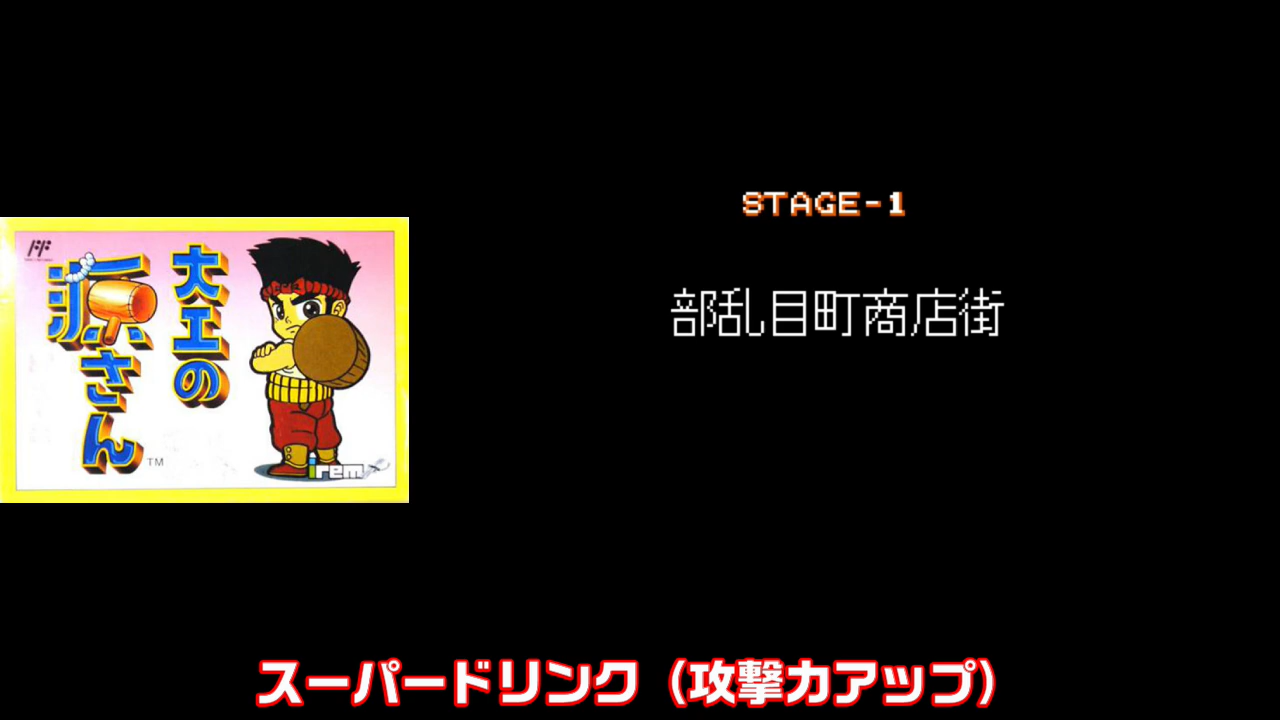 STAGE-1
部乱目町商店街
大工の
源さん
TM
irem
スーパードリンク（攻撃力アップ）